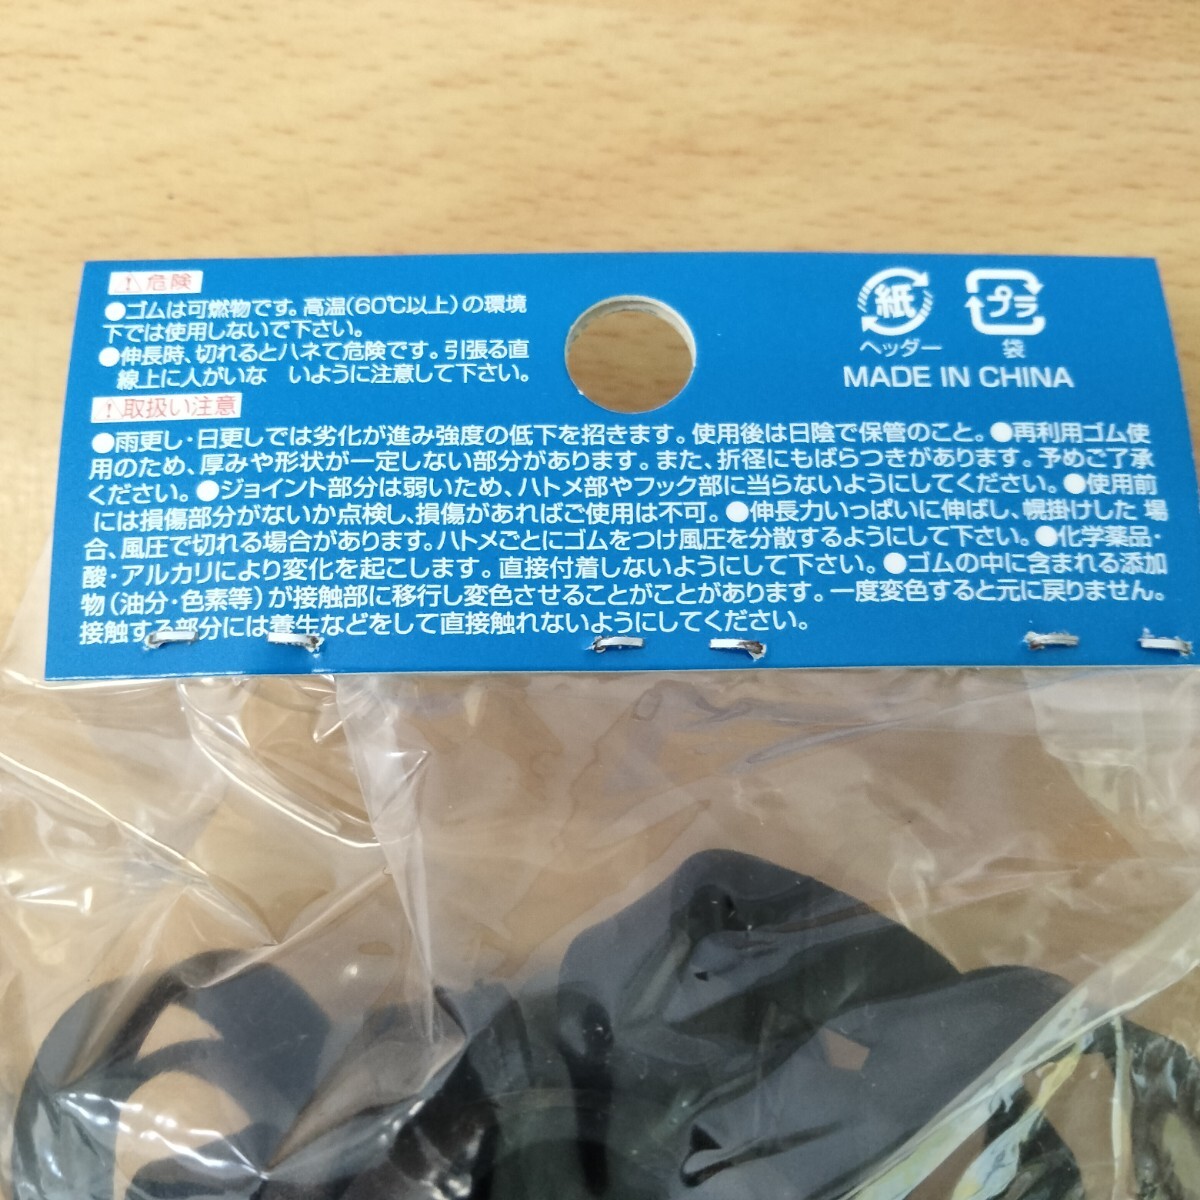 ⚠危険
●ゴムは可燃物です。高温(60℃以上)の環境
下では使用しないで下さい。
●伸長時、切れるとハネて危険です。引張る直
線上に人がいな いように注意して下さい。
⚠取扱い注意
●雨更し・日更しでは劣化が進み強度の低下を招きます。使用後は日陰で保管のこと。●再利用ゴム使
用のため、厚みや形状が一定しない部分があります。また、折径にもばらつきがあります。予めご了承
ください。●ジョイント部分は弱いため、ハトメ部やフック部に当らないようにしてください。●使用前
には損傷部分がないか点検し、損傷があればご使用は不可。●伸長力いっぱいに伸ばし、幌掛けした 場
合、風圧で切れる場合があります。ハトメごとにゴムをつけ風圧を分散するようにして下さい。●化学薬品・
酸・アルカリにより変化を起こします。直接付着しないようにして下さい。●ゴムの中に含まれる添加
物(油分・色素等)が接触部に移行し変色させることがことがあります。一度変色すると元に戻りません。
接触する部分には養生などをして直接触れないようにしてください。
紙
ヘッダー
プラ
袋
MADE IN CHINA